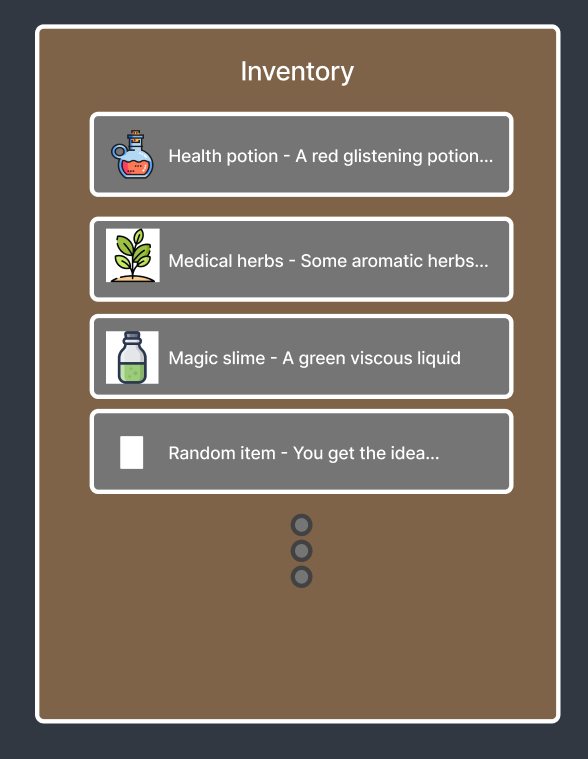 Inventory
Health potion - A red glistening potion...
Medical herbs - Some aromatic herbs...
Magic slime - A green viscous liquid
Random item - You get the idea...